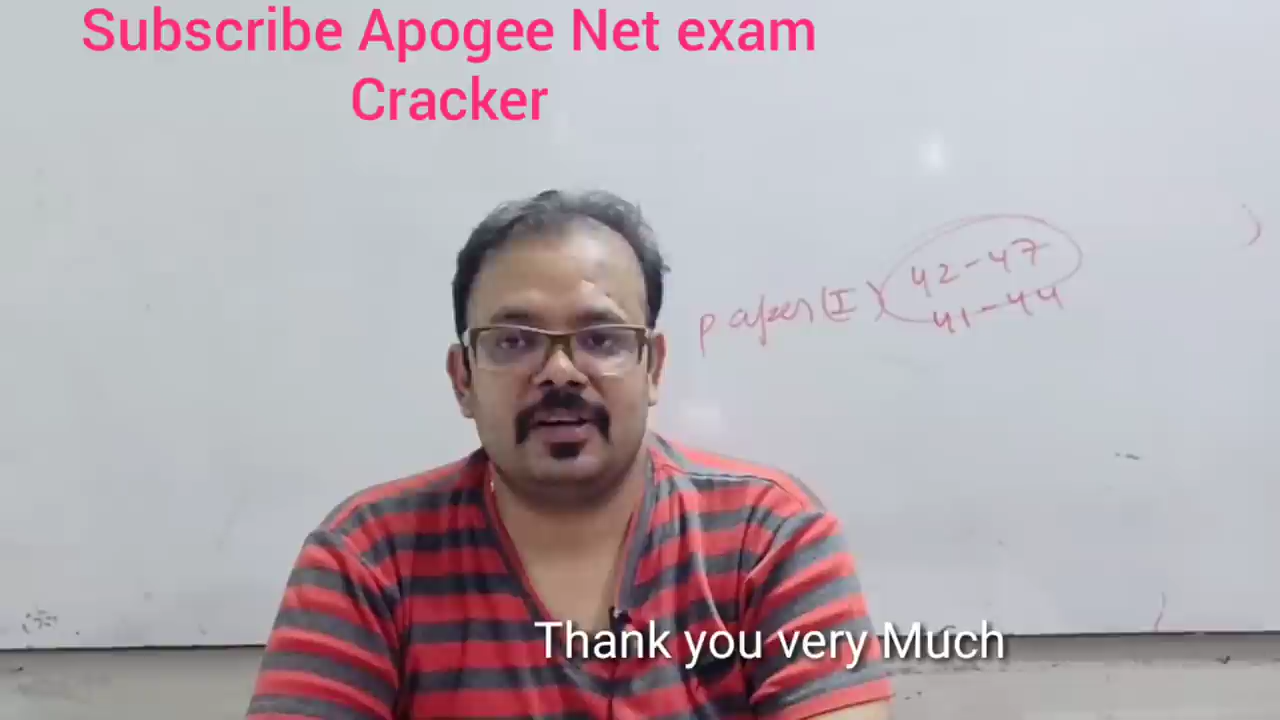 Subscribe Apogee Net exam
Cracker
paper(I) 42-47
41-44
Thank you very Much